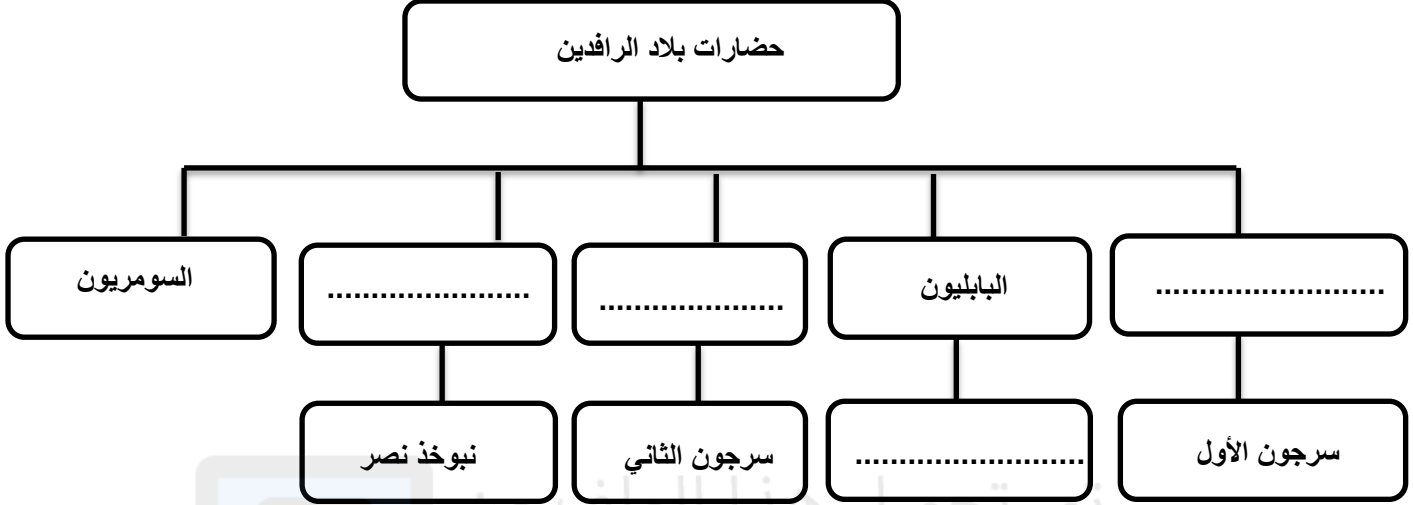 حضارات بلاد الرافدين
.......................... البابليون ..................... ....................... السومريون
سرجون الأول .......................... سرجون الثاني نبوخذ نصر